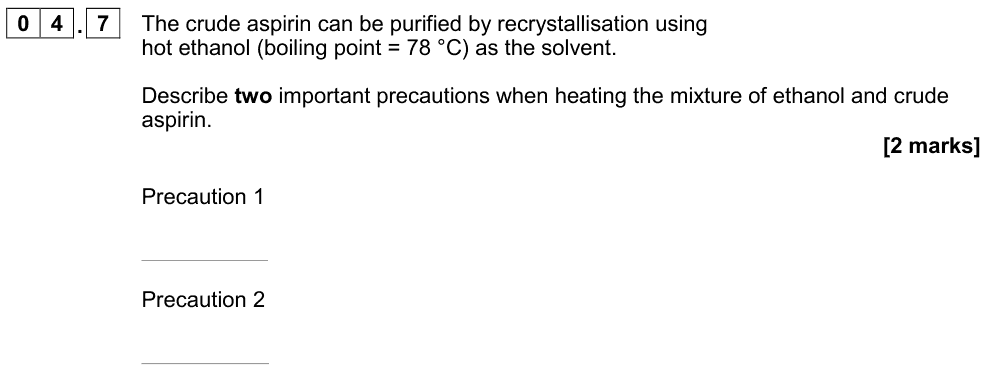 0 4 . 7 The crude aspirin can be purified by recrystallisation using
hot ethanol (boiling point = 78 °C) as the solvent.
Describe two important precautions when heating the mixture of ethanol and crude
aspirin.
[2 marks]
Precaution 1
Precaution 2